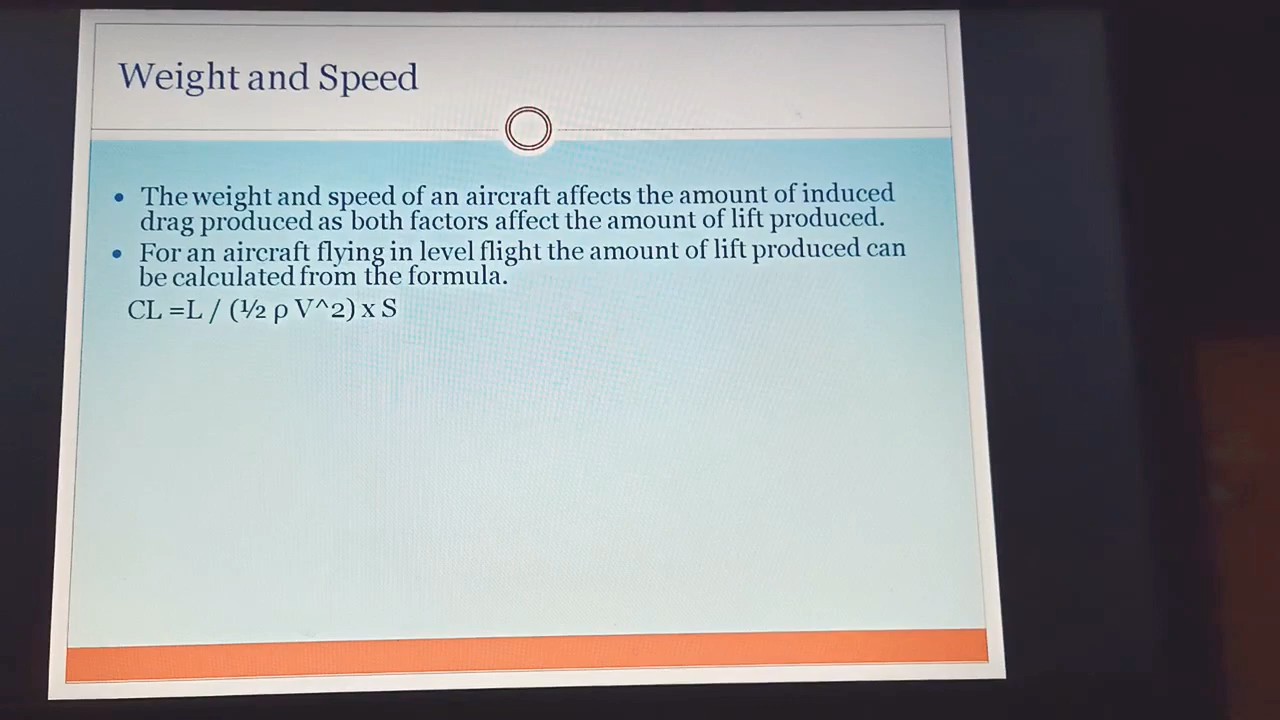 Weight and Speed
• The weight and speed of an aircraft affects the amount of induced
drag produced as both factors affect the amount of lift produced.
• For an aircraft flying in level flight the amount of lift produced can
be calculated from the formula.
CL =L / (½ ρ V^2) x S